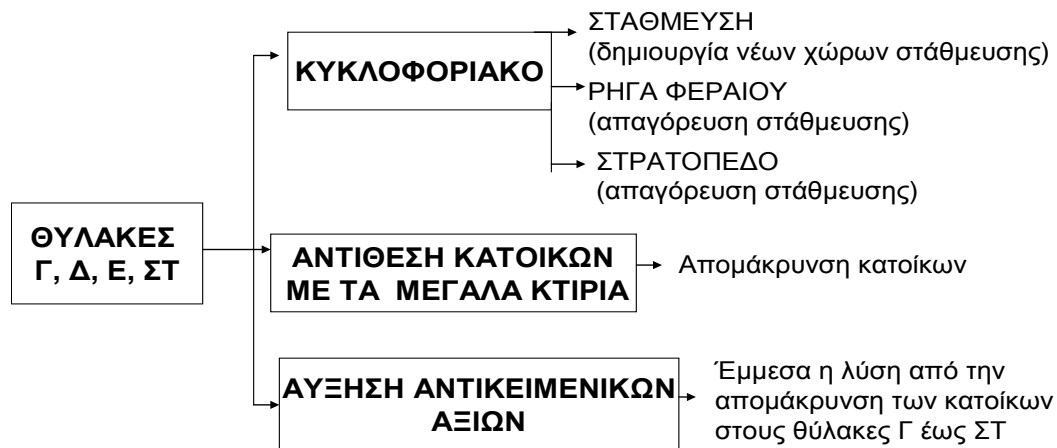 ΣΤΑΘΜΕΥΣΗ
(δημιουργία νέων χώρων στάθμευσης)
ΚΥΚΛΟΦΟΡΙΑΚΟ
ΡΗΓΑ ΦΕΡΑΙΟΥ
(απαγόρευση στάθμευσης)
ΣΤΡΑΤΟΠΕΔΟ
(απαγόρευση στάθμευσης)
ΘΥΛΑΚΕΣ
Γ, Δ, Ε, ΣΤ
ΑΝΤΙΘΕΣΗ ΚΑΤΟΙΚΩΝ
ΜΕ ΤΑ ΜΕΓΑΛΑ ΚΤΙΡΙΑ
Απομάκρυνση κατοίκων
ΑΥΞΗΣΗ ΑΝΤΙΚΕΙΜΕΝΙΚΩΝ
ΑΞΙΩΝ
Έμμεσα η λύση από την
απομάκρυνση των κατοίκων
στους θύλακες Γ έως ΣΤ